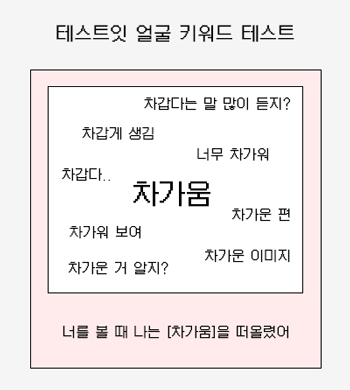 테스트잇 얼굴 키워드 테스트
차갑다는 말 많이 듣지?
차갑게 생김
너무 차가워
차갑다..
차가움
차가운 편
차가워 보여
차가운 이미지
차가운 거 알지?
너를 볼 때 나는 [차가움]을 떠올렸어